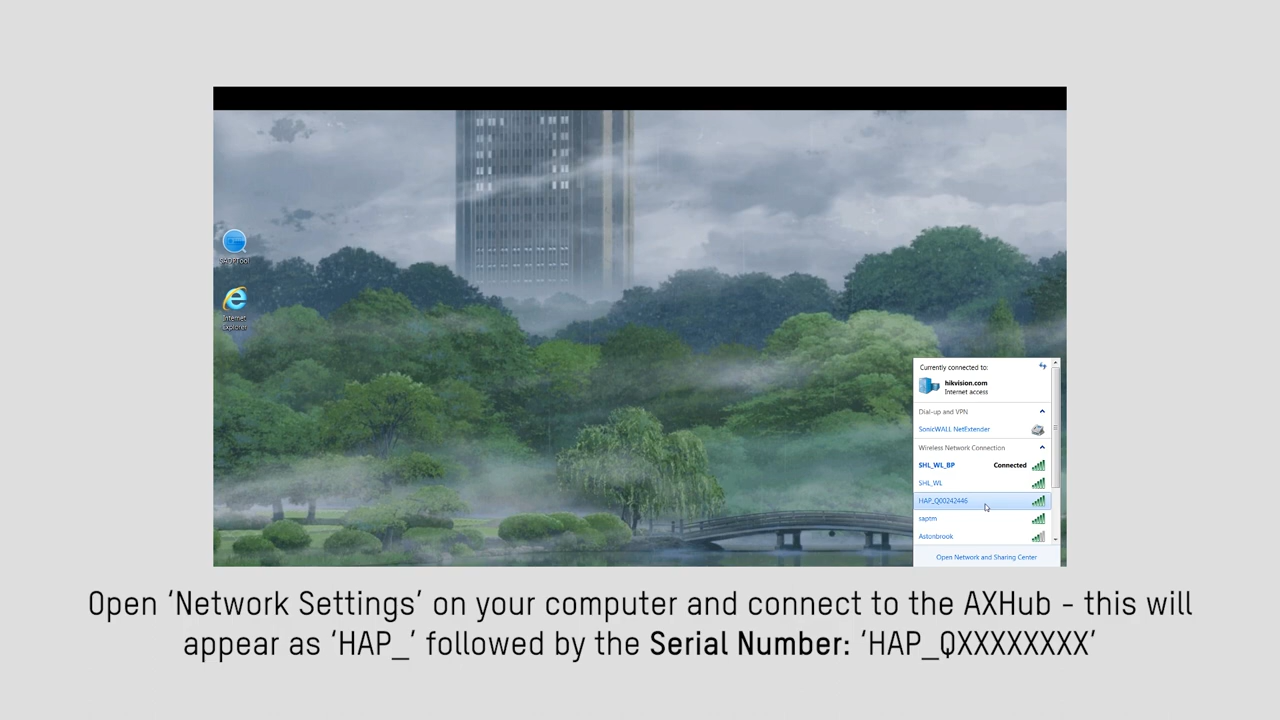 SADPTool
Internet
Explorer
Currently connected to:
hikvision.com
Internet access
Dial-up and VPN
SonicWALL NetExtender
Wireless Network Connection
SHL_WL_BP Connected
SHL_WL
HAP_Q00242446
saptm
Astonbrook
Open Network and Sharing Center
Open ‘Network Settings’ on your computer and connect to the AXHub - this will
appear as ‘HAP_’ followed by the Serial Number: ‘HAP_QXXXXXXXX’